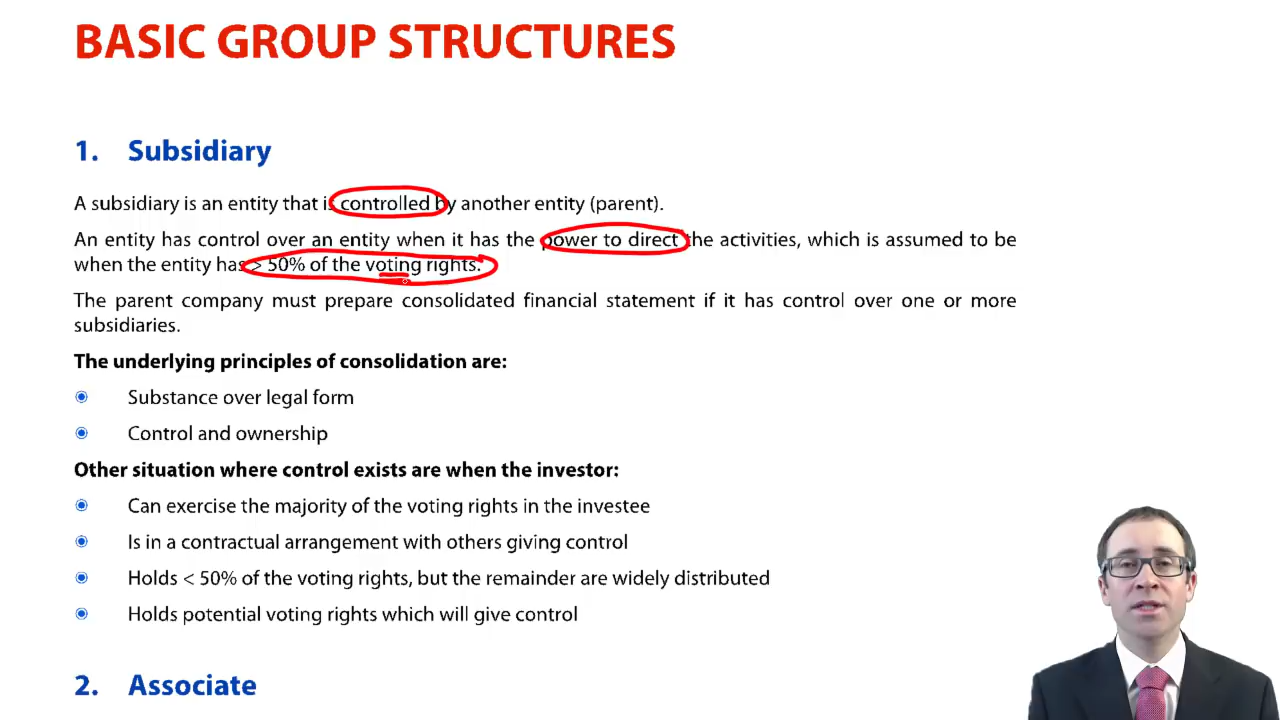 BASIC GROUP STRUCTURES
1. Subsidiary
A subsidiary is an entity that is controlled by another entity (parent).
An entity has control over an entity when it has the power to direct the activities, which is assumed to be
when the entity has > 50% of the voting rights.
The parent company must prepare consolidated financial statement if it has control over one or more
subsidiaries.
The underlying principles of consolidation are:
Substance over legal form
Control and ownership
Other situation where control exists are when the investor:
Can exercise the majority of the voting rights in the investee
Is in a contractual arrangement with others giving control
Holds < 50% of the voting rights, but the remainder are widely distributed
Holds potential voting rights which will give control
2. Associate